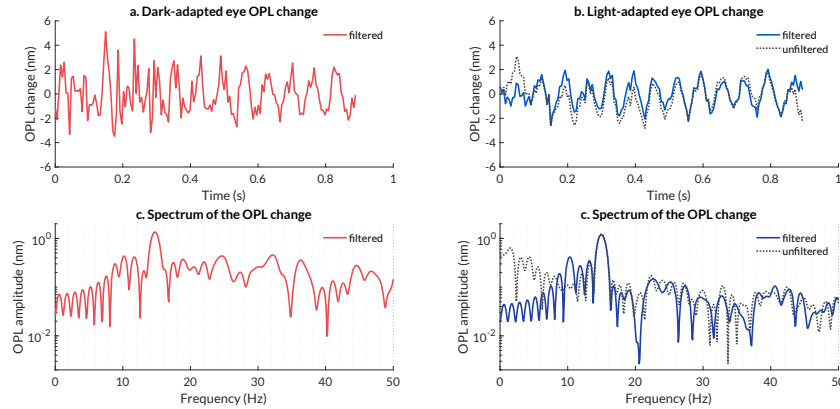 a. Dark-adapted eye OPL change
6
4
2
0
-2
-4
-6
OPL change (nm)
filtered
0
0.2
0.4
0.6
0.8
1
Time (s)
b. Light-adapted eye OPL change
6
4
2
0
-2
-4
-6
OPL change (nm)
filtered
unfiltered
0
0.2
0.4
0.6
0.8
1
Time (s)
c. Spectrum of the OPL change
10^0
10^-2
OPL amplitude (nm)
filtered
0
10
20
30
40
50
Frequency (Hz)
c. Spectrum of the OPL change
10^0
10^-2
OPL amplitude (nm)
filtered
unfiltered
0
10
20
30
40
50
Frequency (Hz)